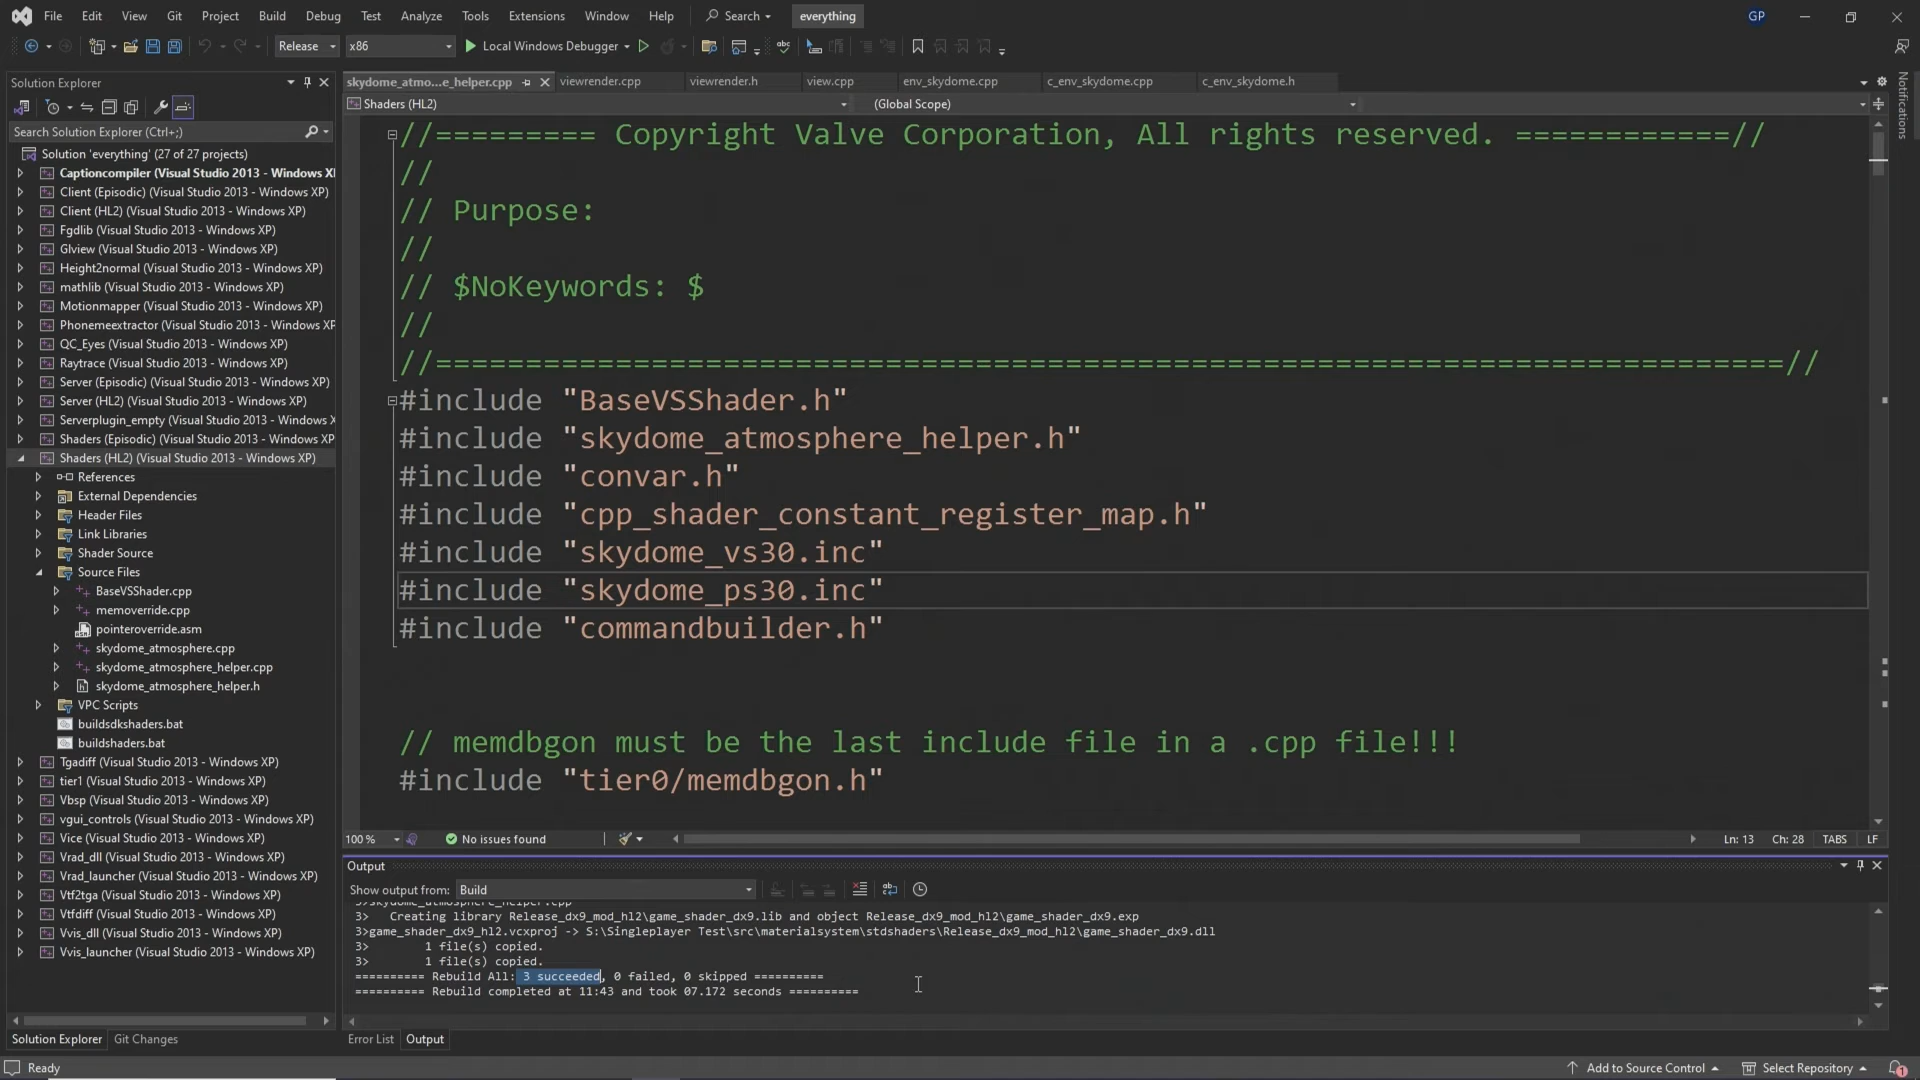 File Edit View Git Project Build Debug Test Analyze Tools Extensions Window Help Search everything GP
Release x86 Local Windows Debugger
Solution Explorer
Search Solution Explorer (Ctrl+;)
Solution 'everything' (27 of 27 projects)
Captioncompiler (Visual Studio 2013 - Windows XI
Client (Episodic) (Visual Studio 2013 - Windows XP)
Client (HL2) (Visual Studio 2013 - Windows XP)
Fgdlib (Visual Studio 2013 - Windows XP)
Glview (Visual Studio 2013 - Windows XP)
Height2normal (Visual Studio 2013 - Windows XP)
mathlib (Visual Studio 2013 - Windows XP)
Motionmapper (Visual Studio 2013 - Windows XP)
Phonemeextractor (Visual Studio 2013 - Windows XP
QC_Eyes (Visual Studio 2013 - Windows XP)
Raytrace (Visual Studio 2013 - Windows XP)
Server (Episodic) (Visual Studio 2013 - Windows XP)
Server (HL2) (Visual Studio 2013 - Windows XP)
Serverplugin_empty (Visual Studio 2013 - Windows X
Shaders (Episodic) (Visual Studio 2013 - Windows XP
Shaders (HL2) (Visual Studio 2013 - Windows XP)
References
External Dependencies
Header Files
Link Libraries
Shader Source
Source Files
BaseVSShader.cpp
memoverride.cpp
pointeroverride.asm
skydome_atmosphere.cpp
skydome_atmosphere_helper.cpp
skydome_atmosphere_helper.h
VPC Scripts
buildsdkshaders.bat
buildshaders.bat
Tgadiff (Visual Studio 2013 - Windows XP)
tier1 (Visual Studio 2013 - Windows XP)
Vbsp (Visual Studio 2013 - Windows XP)
vgui_controls (Visual Studio 2013 - Windows XP)
Vice (Visual Studio 2013 - Windows XP)
Vrad_dll (Visual Studio 2013 - Windows XP)
Vrad_launcher (Visual Studio 2013 - Windows XP)
Vtf2tga (Visual Studio 2013 - Windows XP)
Vtfdiff (Visual Studio 2013 - Windows XP)
Vvis_dll (Visual Studio 2013 - Windows XP)
Vvis_launcher (Visual Studio 2013 - Windows XP)
Solution Explorer Git Changes
skydome_atmo...e_helper.cpp viewrender.cpp viewrender.h view.cpp env_skydome.cpp c_env_skydome.cpp c_env_skydome.h
Shaders (HL2) (Global Scope)
//========= Copyright Valve Corporation, All rights reserved. ============//
//
// Purpose:
//
// $NoKeywords: $
//
//===========================================================================//
#include "BaseVSShader.h"
#include "skydome_atmosphere_helper.h"
#include "convar.h"
#include "cpp_shader_constant_register_map.h"
#include "skydome_vs30.inc"
#include "skydome_ps30.inc"
#include "commandbuilder.h"
// memdbgon must be the last include file in a .cpp file!!!
#include "tier0/memdbgon.h"
100 % No issues found Ln: 13 Ch: 28 TABS LF
Output
Show output from: Build
3>skydome_atmosphere_helper.cpp
3> Creating library Release_dx9_mod_hl2\game_shader_dx9.lib and object Release_dx9_mod_hl2\game_shader_dx9.exp
3>game_shader_dx9_hl2.vcxproj -> S:\Singleplayer Test\src\materialsystem\stdshaders\Release_dx9_mod_hl2\game_shader_dx9.dll
3> 1 file(s) copied.
3> 1 file(s) copied.
========== Rebuild All: 3 succeeded, 0 failed, 0 skipped ==========
========== Rebuild completed at 11:43 and took 07.172 seconds ==========
Error List Output
Notifications
Ready Add to Source Control Select Repository 1